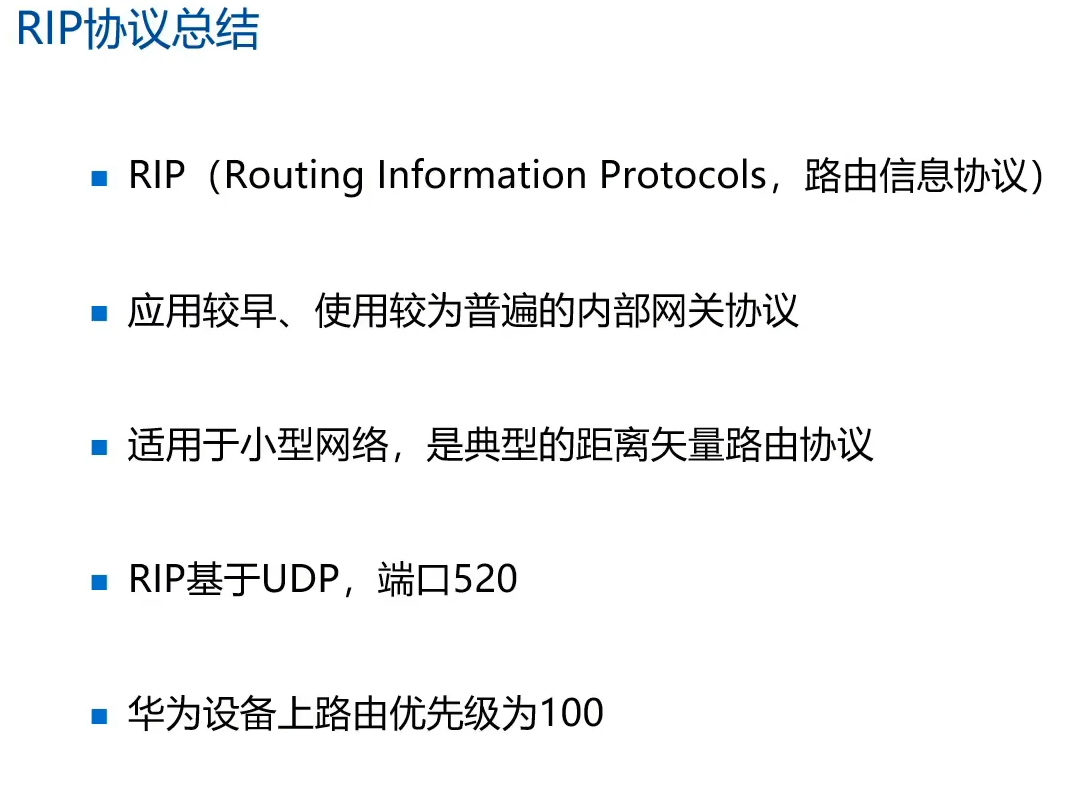 RIP协议总结
RIP（Routing Information Protocols，路由信息协议）
应用较早、使用较为普遍的内部网关协议
适用于小型网络，是典型的距离矢量路由协议
RIP基于UDP，端口520
华为设备上路由优先级为100